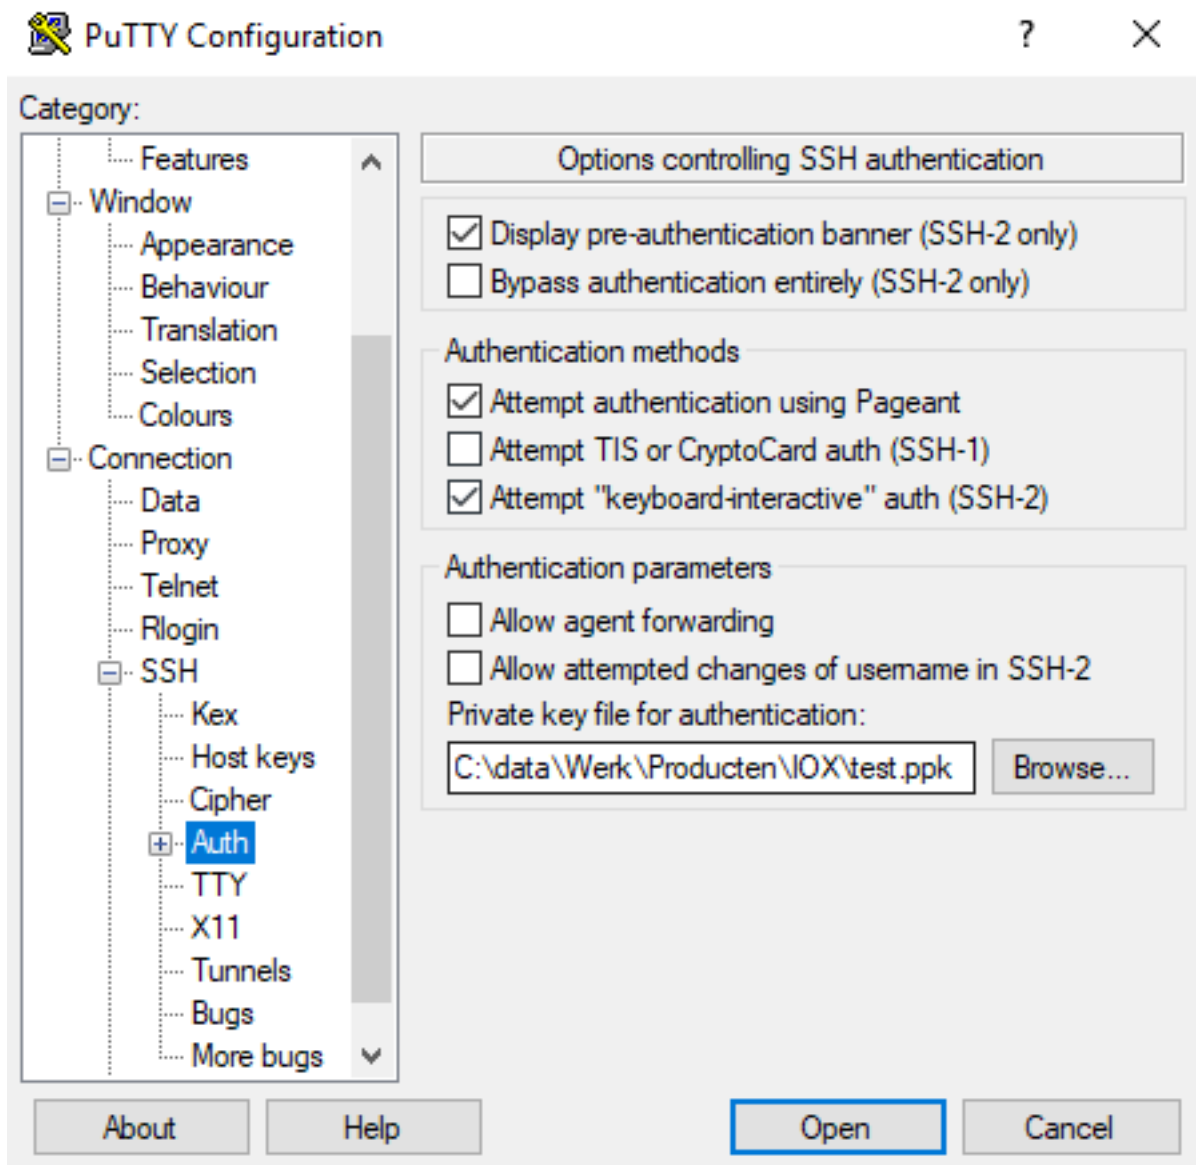 PuTTY Configuration
?
Category:
Features
Window
Appearance
Behaviour
Translation
Selection
Colours
Connection
Data
Proxy
Telnet
Rlogin
SSH
Kex
Host keys
Cipher
Auth
TTY
X11
Tunnels
Bugs
More bugs
Options controlling SSH authentication
Display pre-authentication banner (SSH-2 only)
Bypass authentication entirely (SSH-2 only)
Authentication methods
Attempt authentication using Pageant
Attempt TIS or CryptoCard auth (SSH-1)
Attempt "keyboard-interactive" auth (SSH-2)
Authentication parameters
Allow agent forwarding
Allow attempted changes of username in SSH-2
Private key file for authentication:
C:\data\Werk\Producten\IOX\test.ppk Browse...
About Help Open Cancel